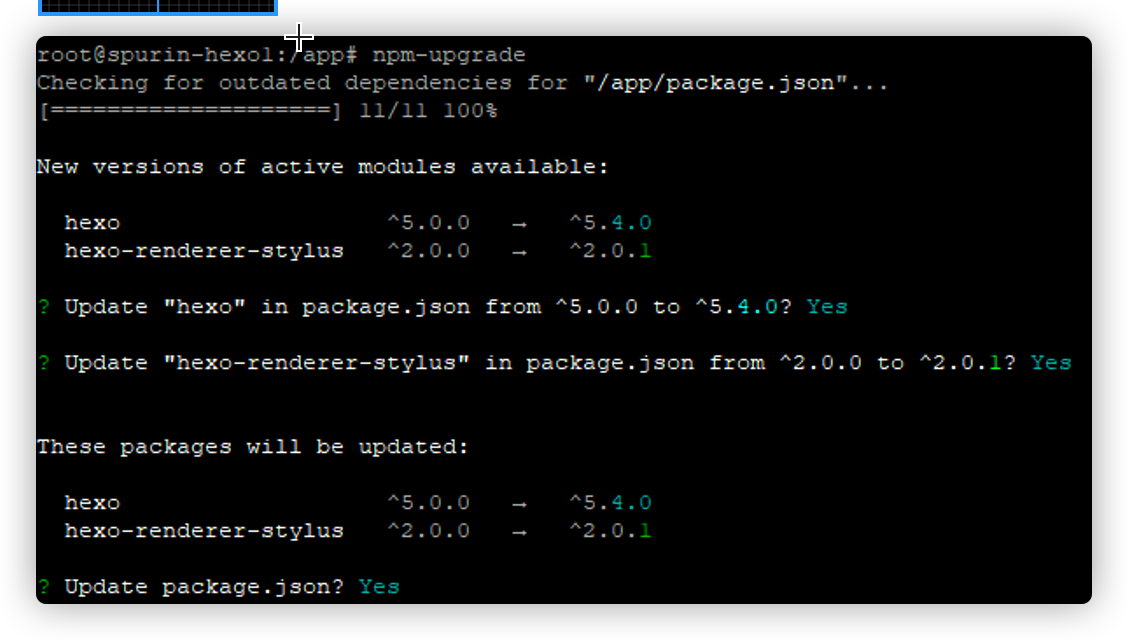 root@spurin-hexo1:/app# npm-upgrade
Checking for outdated dependencies for "/app/package.json"...
[====================] 11/11 100%
New versions of active modules available:
hexo ^5.0.0 → ^5.4.0
hexo-renderer-stylus ^2.0.0 → ^2.0.1
? Update "hexo" in package.json from ^5.0.0 to ^5.4.0? Yes
? Update "hexo-renderer-stylus" in package.json from ^2.0.0 to ^2.0.1? Yes
These packages will be updated:
hexo ^5.0.0 → ^5.4.0
hexo-renderer-stylus ^2.0.0 → ^2.0.1
? Update package.json? Yes